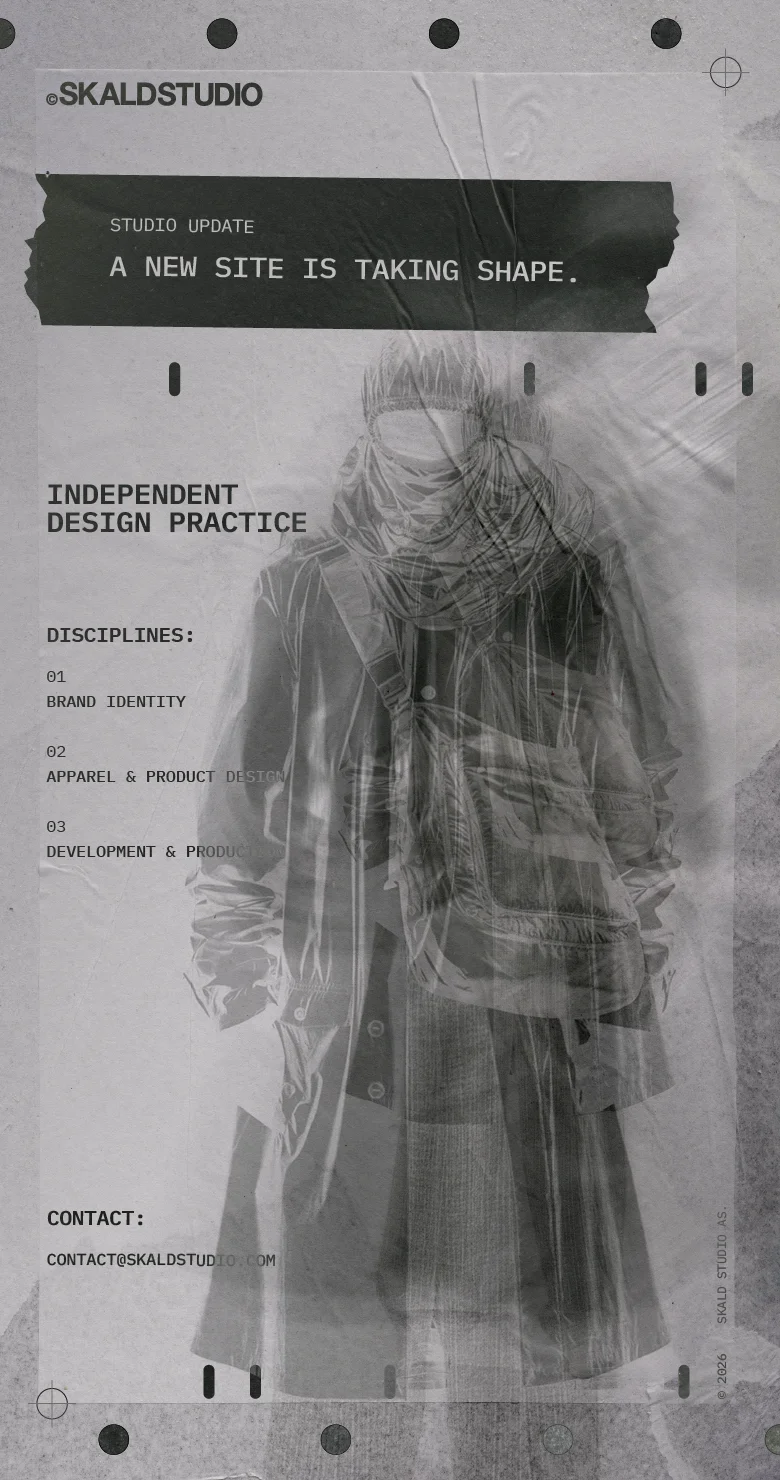 ©SKALDSTUDIO
STUDIO UPDATE
A NEW SITE IS TAKING SHAPE.
INDEPENDENT
DESIGN PRACTICE
DISCIPLINES:
01
BRAND IDENTITY
02
APPAREL & PRODUCT DESIGN
03
DEVELOPMENT &
CONTACT:
CONTACT@SKALDSTUDIO.COM
© 2026 SKALD STUDIO AS.